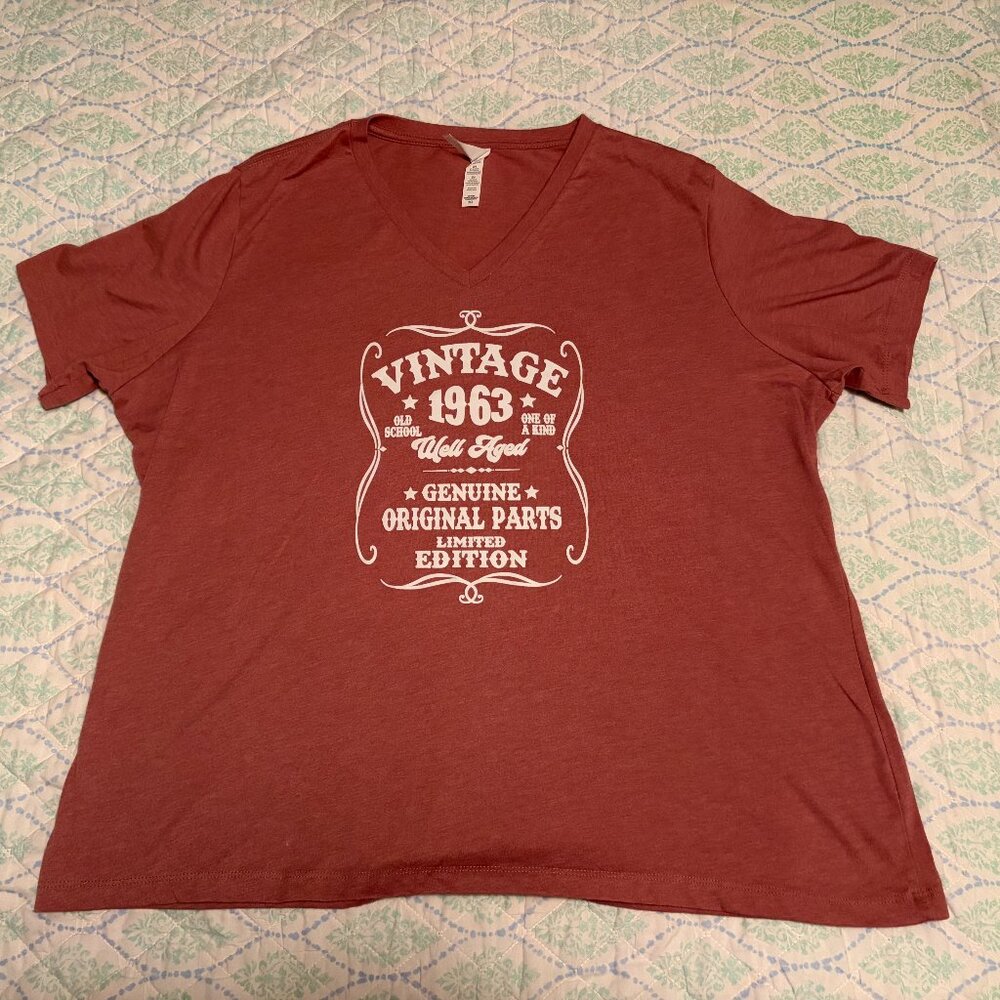 VINTAGE
1963
OLD
SCHOOL
ONE OF
A KIND
Well Aged
GENUINE
ORIGINAL PARTS
LIMITED
EDITION